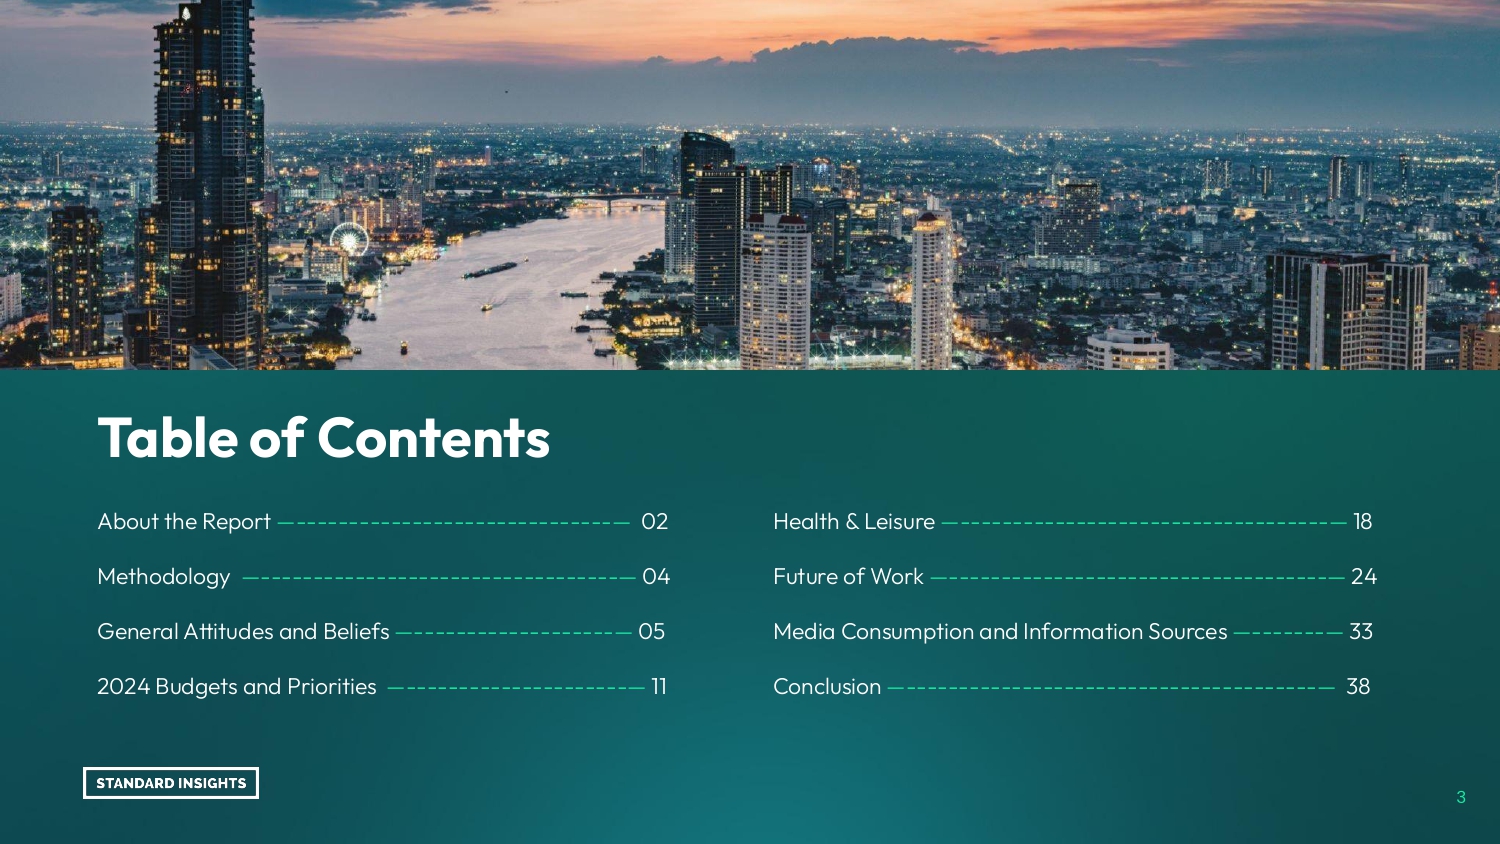 Table of Contents
About the Report 02
Methodology 04
General Attitudes and Beliefs 05
2024 Budgets and Priorities 11
Health & Leisure 18
Future of Work 24
Media Consumption and Information Sources 33
Conclusion 38
STANDARD INSIGHTS
3